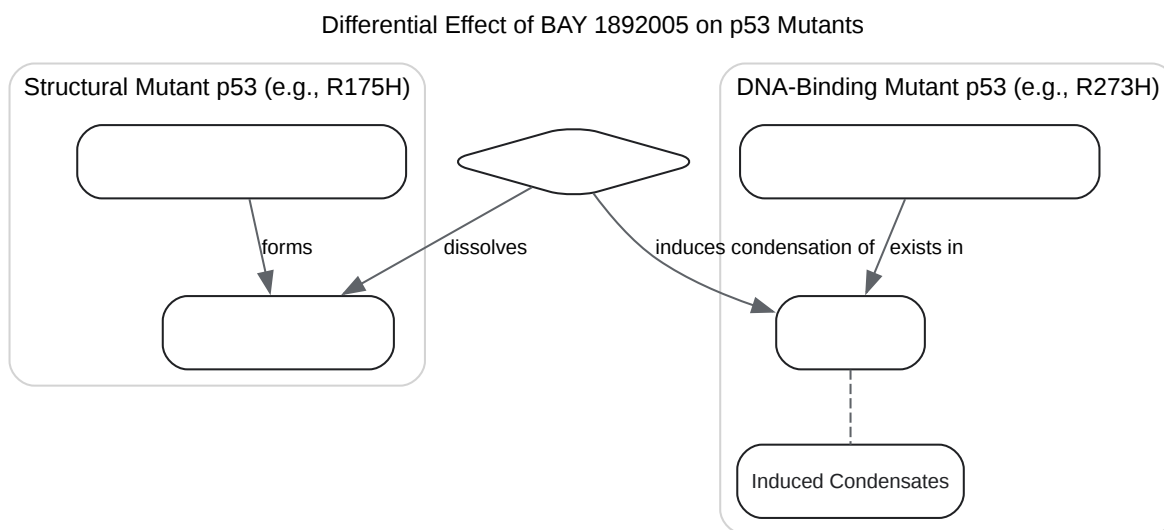 Differential Effect of BAY 1892005 on p53 Mutants
Structural Mutant p53 (e.g., R175H)
DNA-Binding Mutant p53 (e.g., R273H)
forms
dissolves
induces condensation of
exists in
Induced Condensates